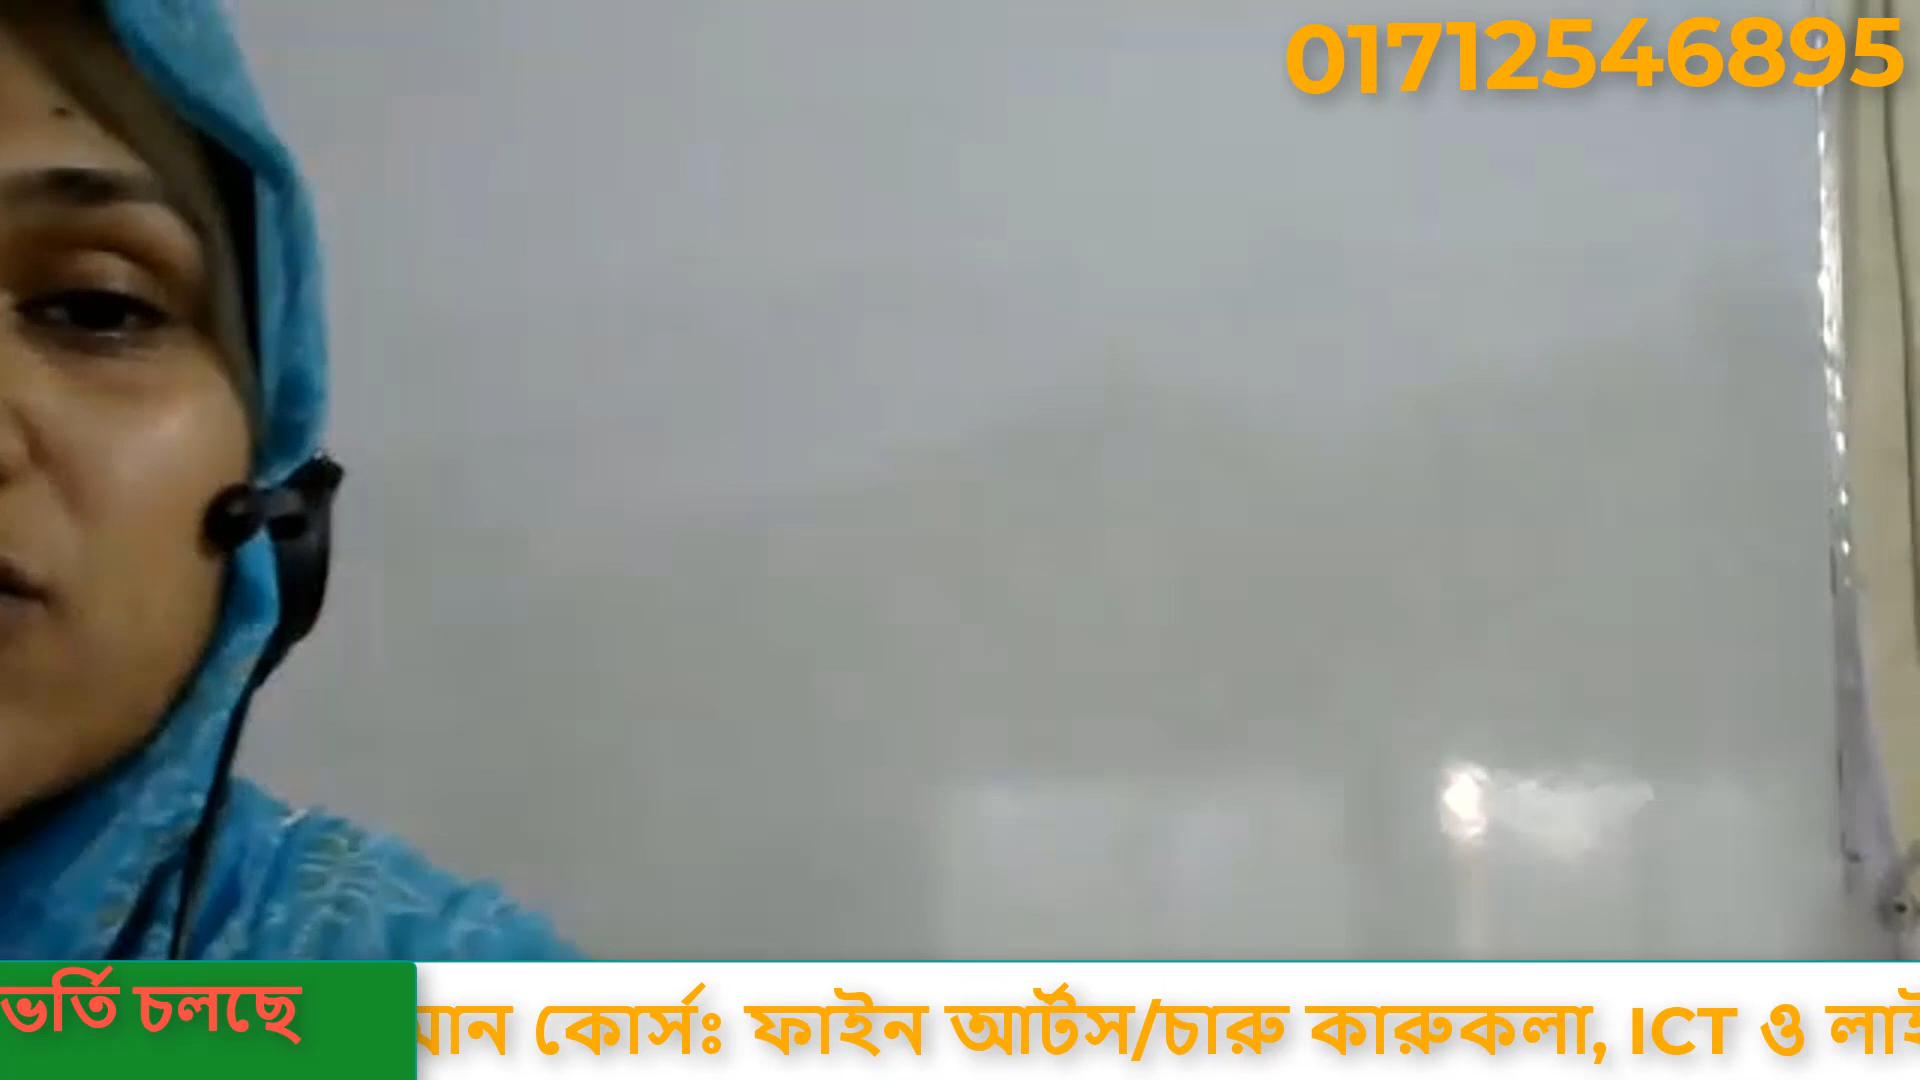 01712546895
ভর্তি চলছে
মান কোর্সঃ ফাইন আর্টস/চারু কারুকলা, ICT ও লাই